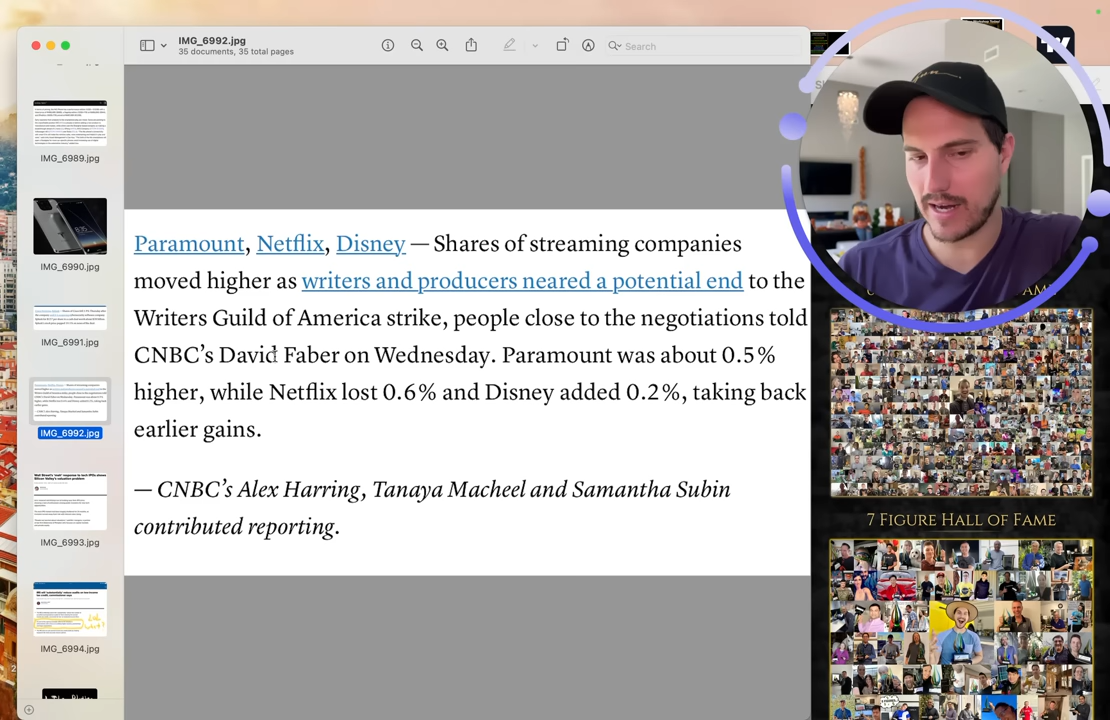 IMG_6992.jpg
35 documents, 35 total pages
Search
IMG_6989.jpg
IMG_6990.jpg
IMG_6991.jpg
IMG_6992.jpg
IMG_6993.jpg
IMG_6994.jpg
Paramount, Netflix, Disney — Shares of streaming companies
moved higher as writers and producers neared a potential end to the
Writers Guild of America strike, people close to the negotiations told
CNBC’s David Faber on Wednesday. Paramount was about 0.5%
higher, while Netflix lost 0.6% and Disney added 0.2%, taking back
earlier gains.
— CNBC’s Alex Harring, Tanaya Macheel and Samantha Subin
contributed reporting.
7 Figure Hall of Fame